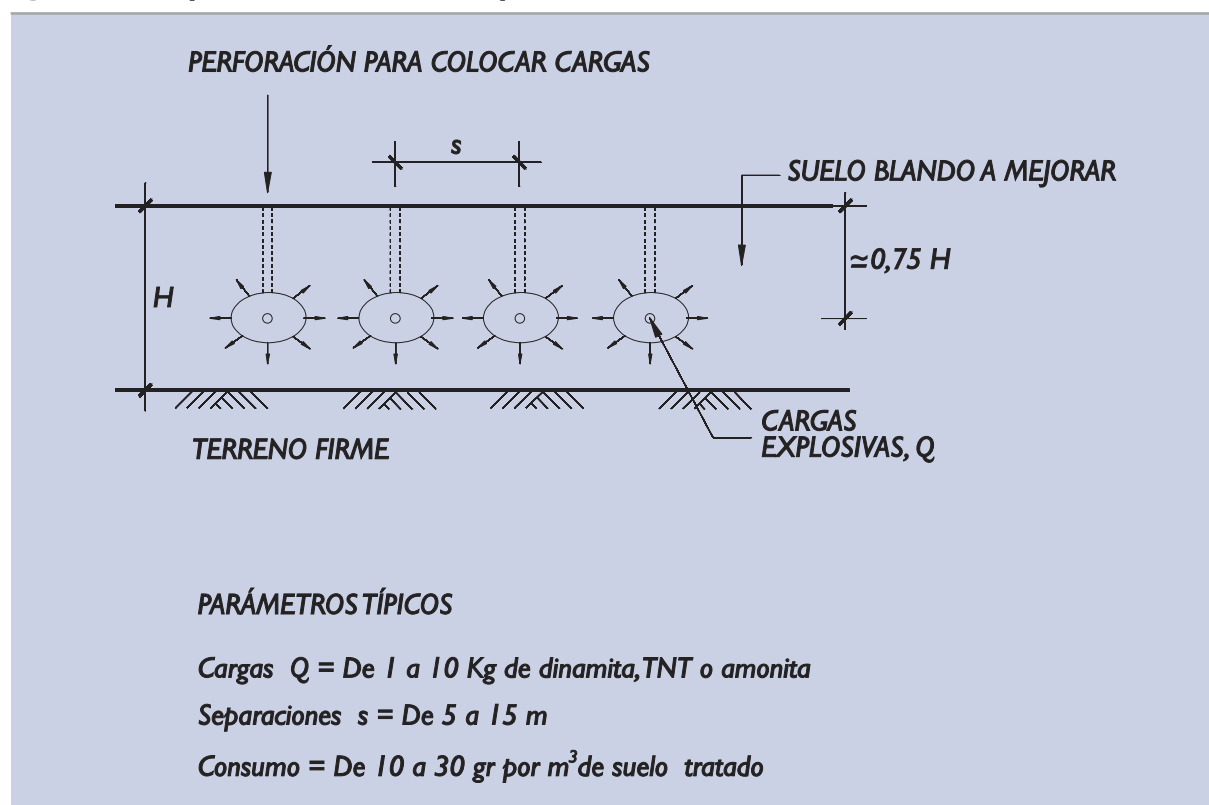 PERFORACIÓN PARA COLOCAR CARGAS
s
SUELO BLANDO A MEJORAR
≃0,75 H
H
CARGAS
EXPLOSIVAS, Q
TERRENO FIRME
PARÁMETROS TÍPICOS
Cargas Q = De 1 a 10 Kg de dinamita, TNT o amonita
Separaciones s = De 5 a 15 m
Consumo = De 10 a 30 gr por m³ de suelo tratado